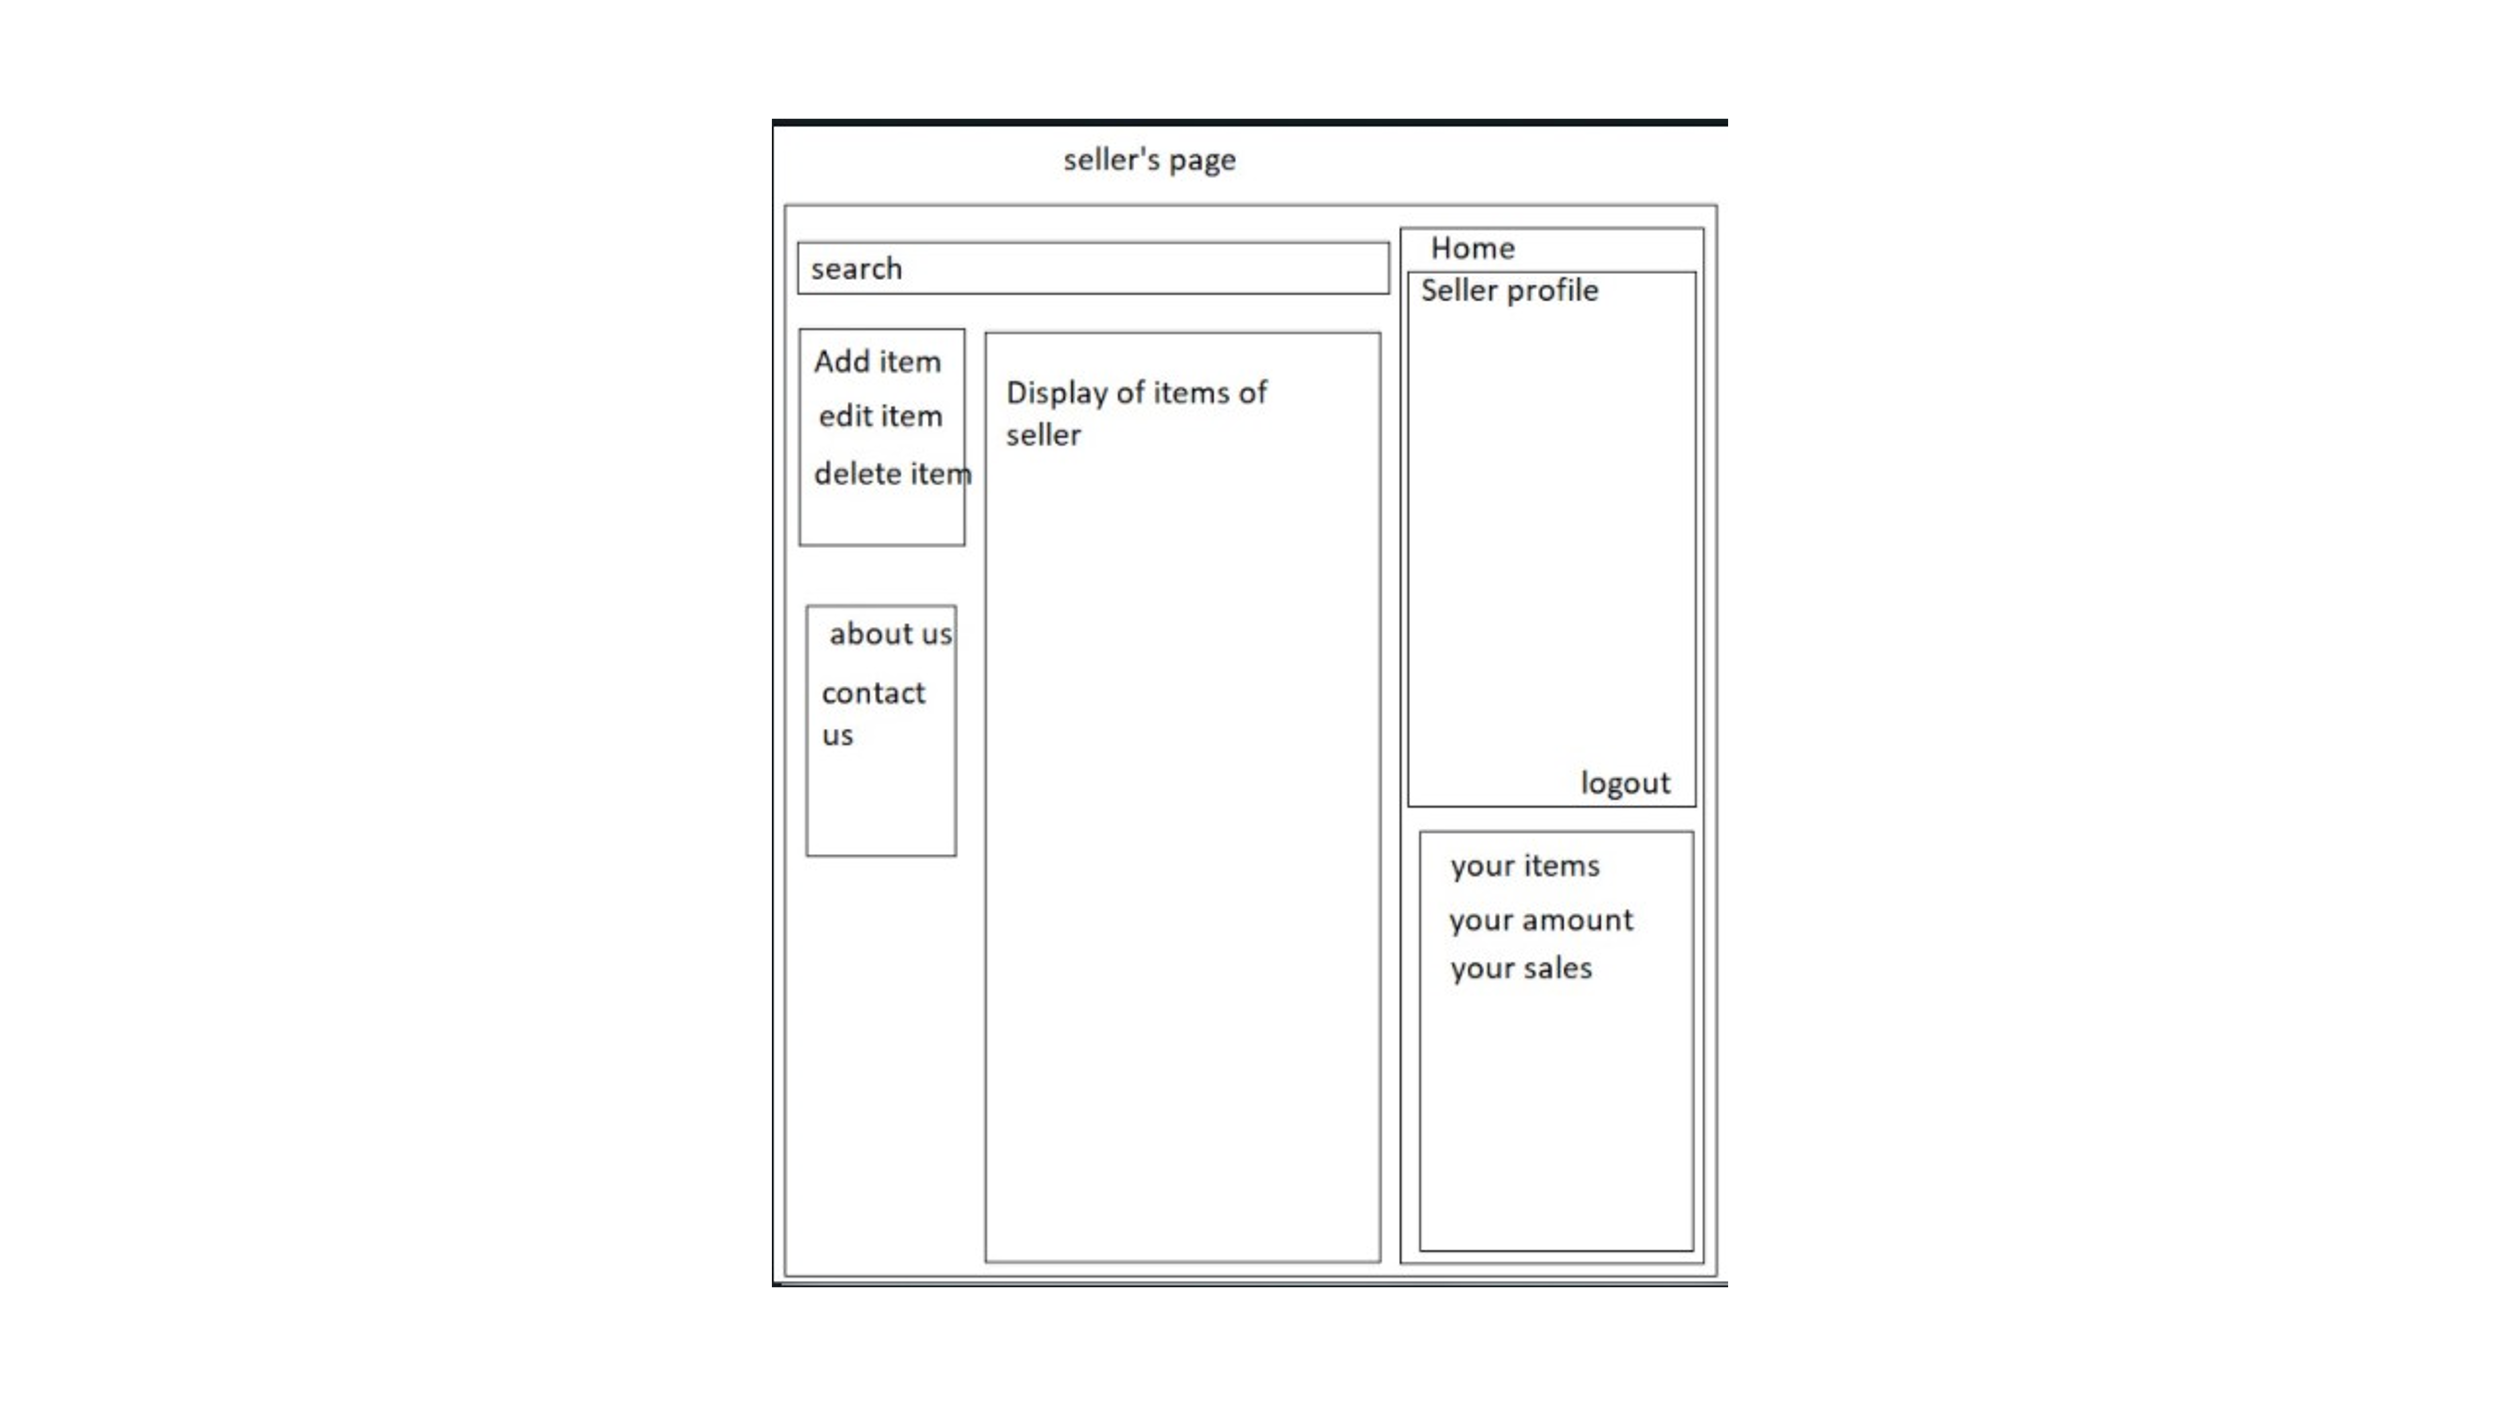 seller's page
search
Home
Seller profile
Add item
edit item
delete item
Display of items of
seller
about us
contact
us
logout
your items
your amount
your sales